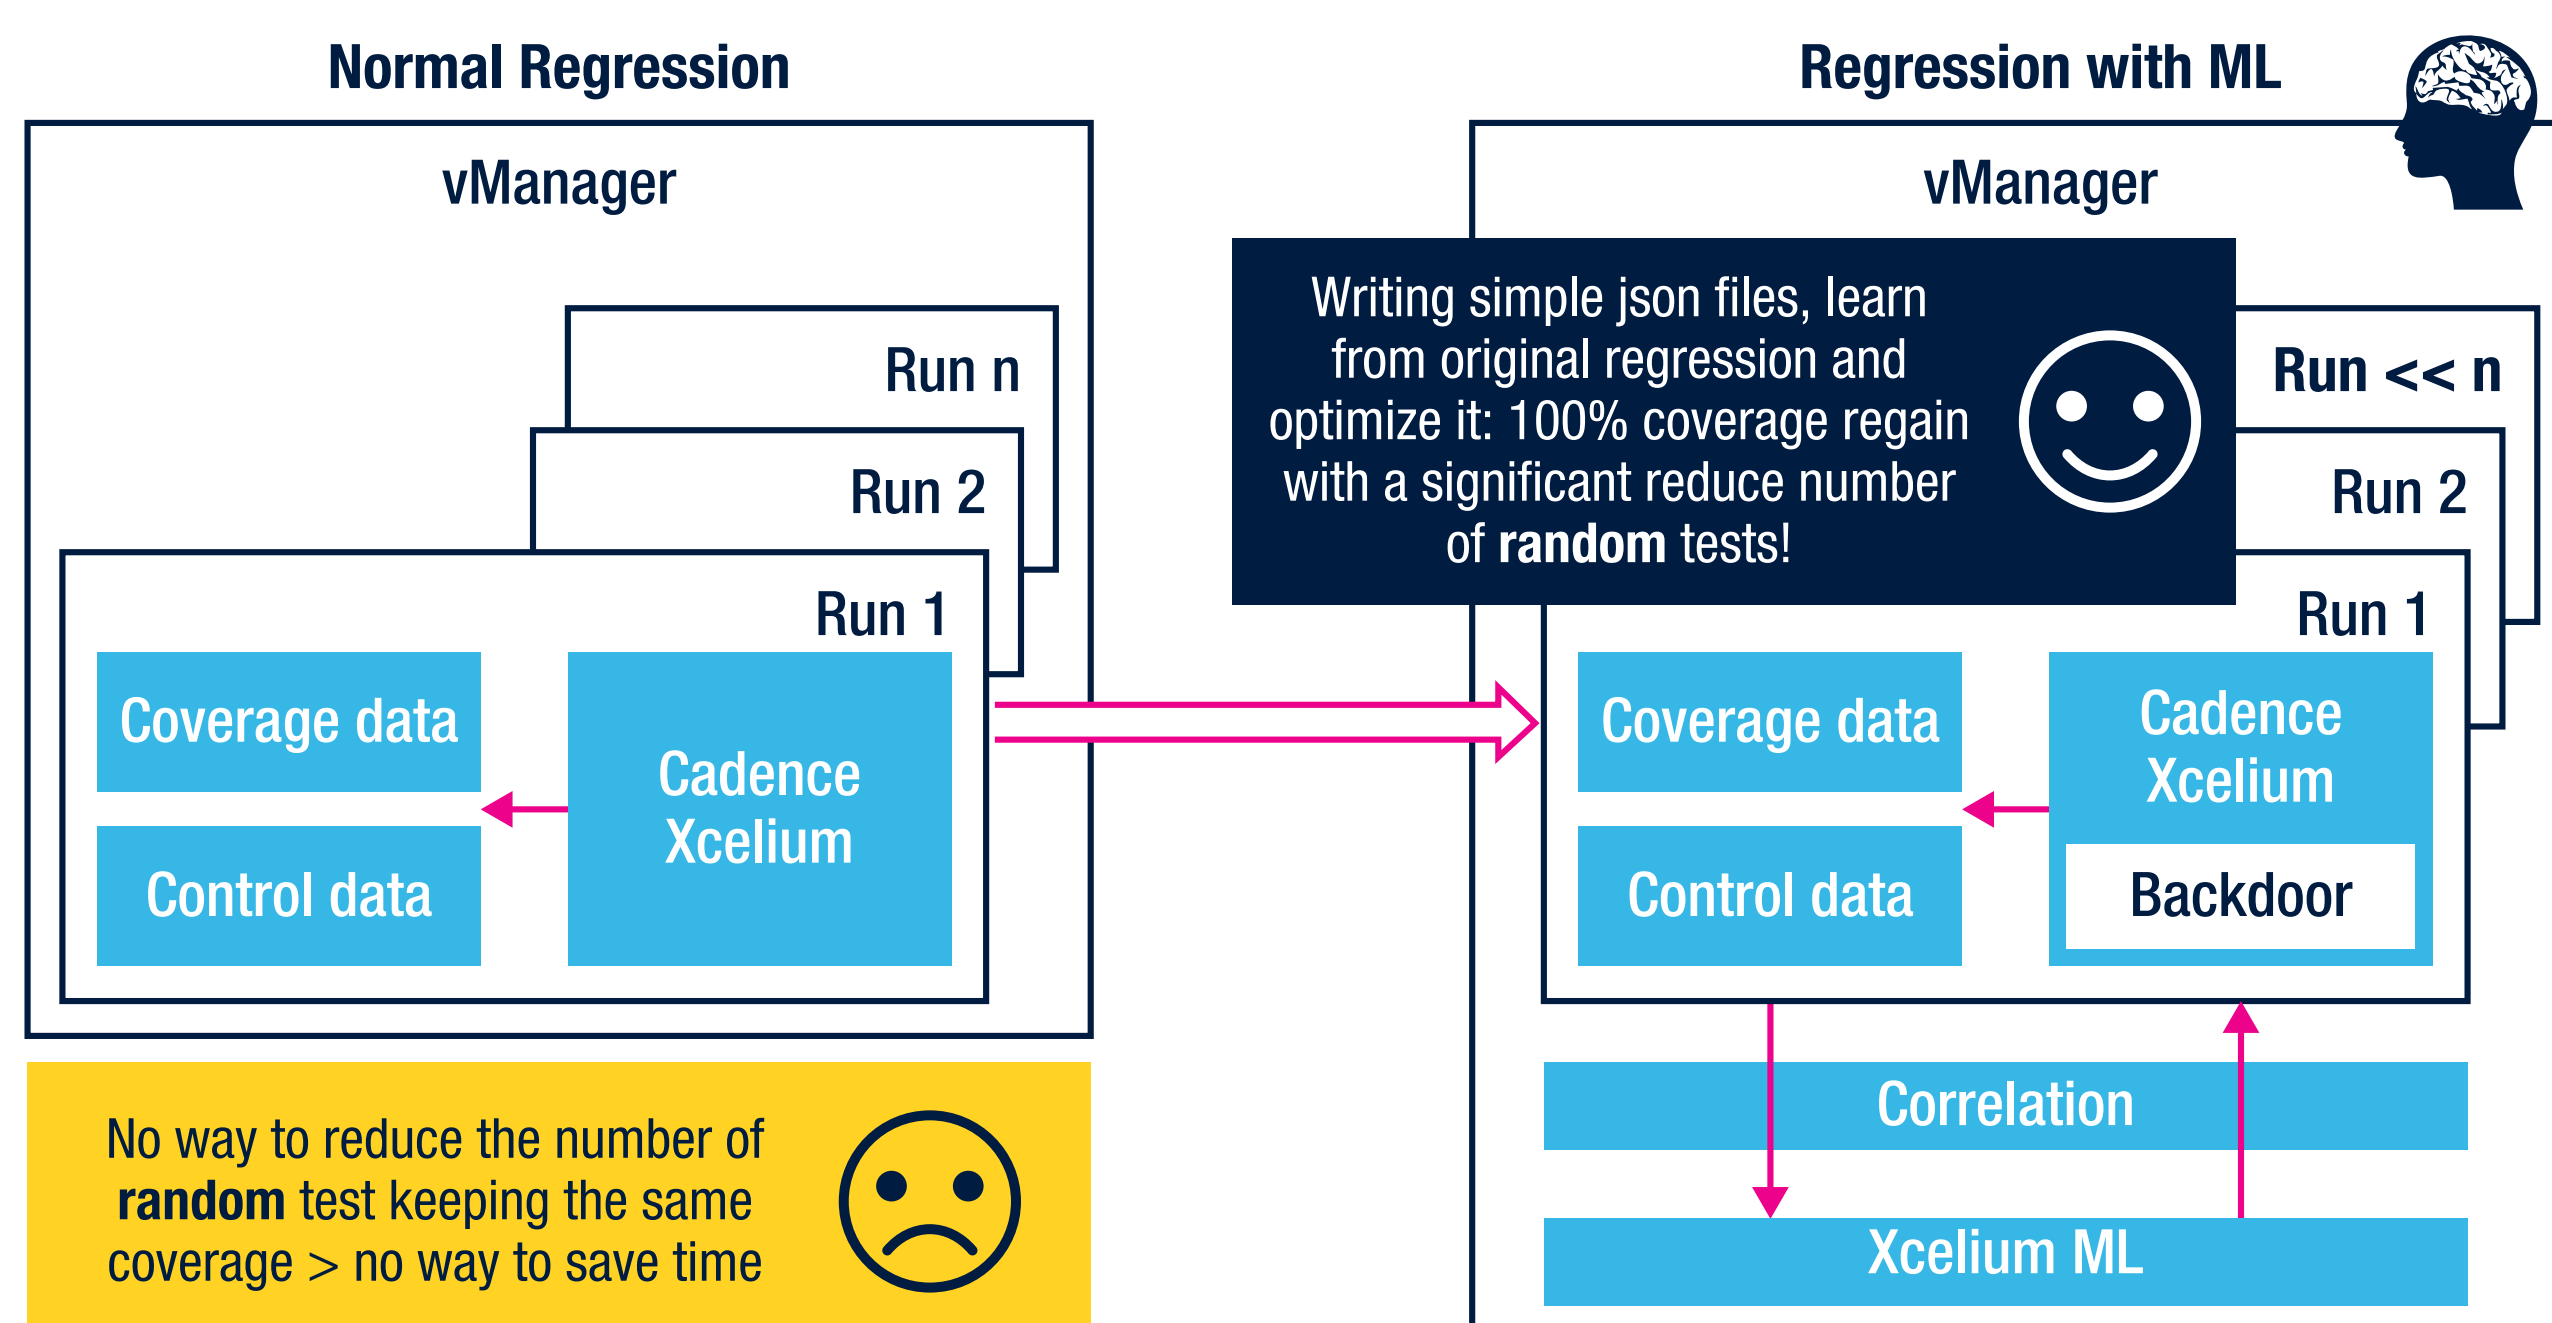 Normal Regression
vManager
Run n
Run 2
Run 1
Coverage data
Control data
Cadence
Xcelium
No way to reduce the number of
random test keeping the same
coverage > no way to save time
Regression with ML
vManager
Writing simple json files, learn
from original regression and
optimize it: 100% coverage regain
with a significant reduce number
of random tests!
Run << n
Run 2
Run 1
Coverage data
Control data
Cadence
Xcelium
Backdoor
Correlation
Xcelium ML